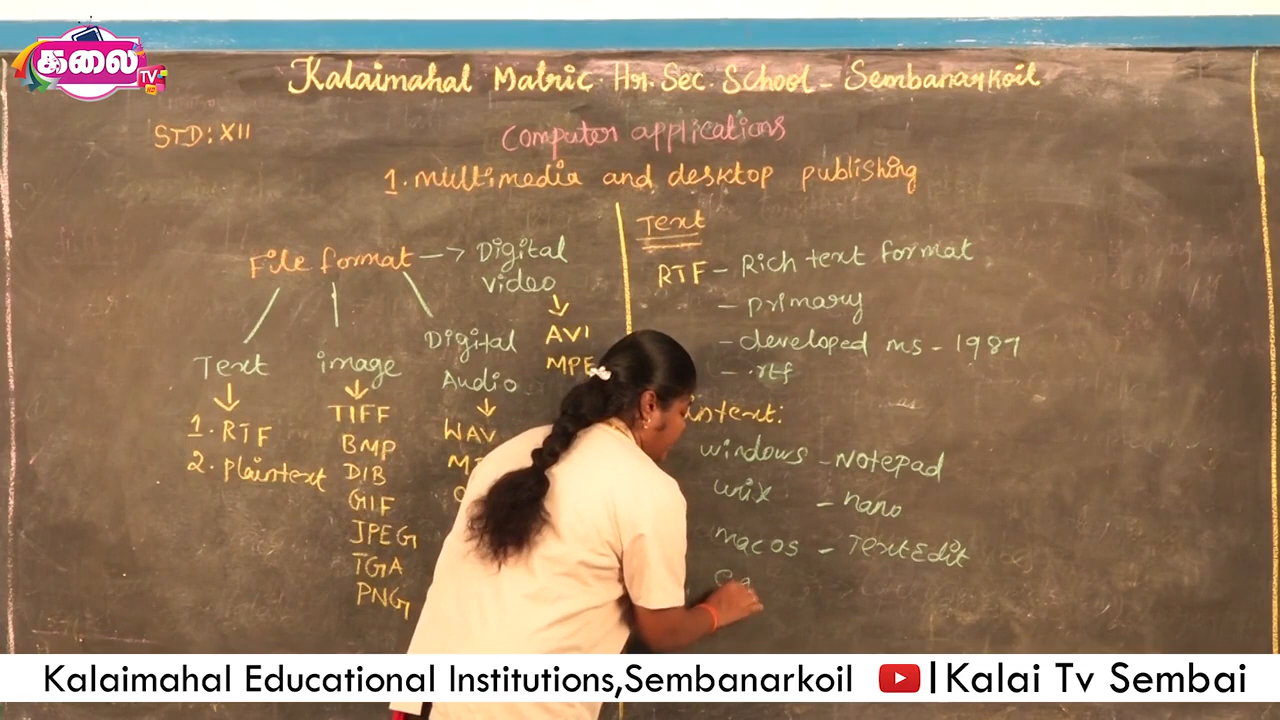 கலை
TV
HD
Kalaimahal Matric. Hr. Sec. School - Sembanarkoil
STD: XII
Computer applications
1. multimedia and desktop publishing
File format -> Digital
video
AVI
Text
image
Digital
Audio
1. RTF
2. plaintext
TIFF
BMP
DIB
GIF
JPEG
TGA
PNG
WAV
Text
RTF - Rich text format
- primary
- developed ms - 1987
- .rtf
windows - Notepad
unix - nano
macos - TextEdit
Kalaimahal Educational Institutions,Sembanarkoil
|Kalai Tv Sembai